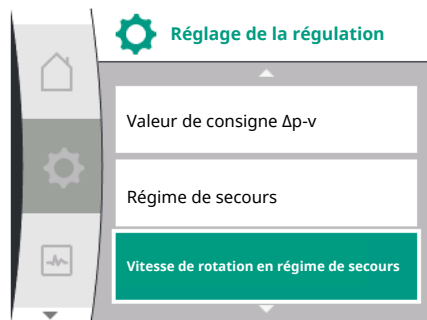 Réglage de la régulation
Valeur de consigne Δp-v
Régime de secours
Vitesse de rotation en régime de secours